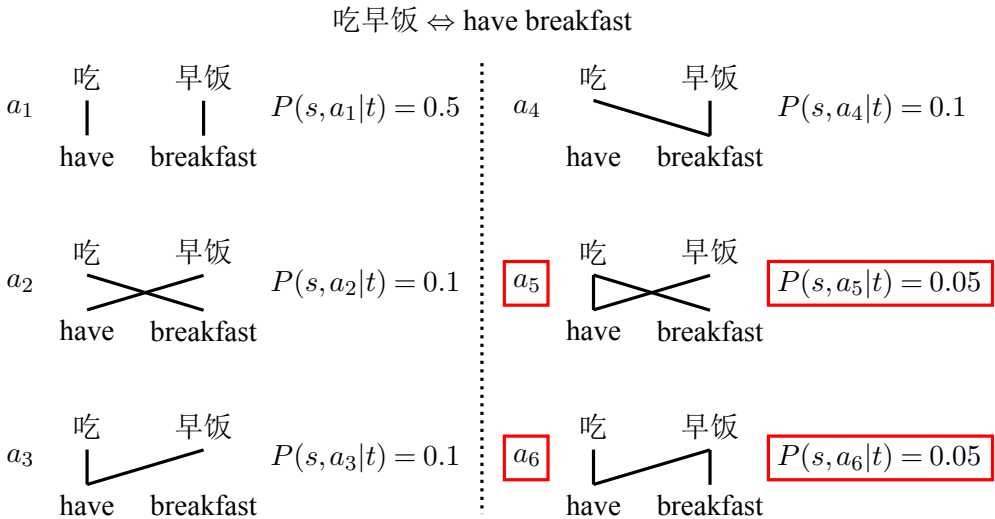 吃早饭 ⇔ have breakfast
吃 早饭
a₁ P(s, a₁|t) = 0.5
have breakfast
吃 早饭
a₂ P(s, a₂|t) = 0.1
have breakfast
吃 早饭
a₃ P(s, a₃|t) = 0.1
have breakfast
吃 早饭
a₄ P(s, a₄|t) = 0.1
have breakfast
吃 早饭
a₅ P(s, a₅|t) = 0.05
have breakfast
吃 早饭
a₆ P(s, a₆|t) = 0.05
have breakfast